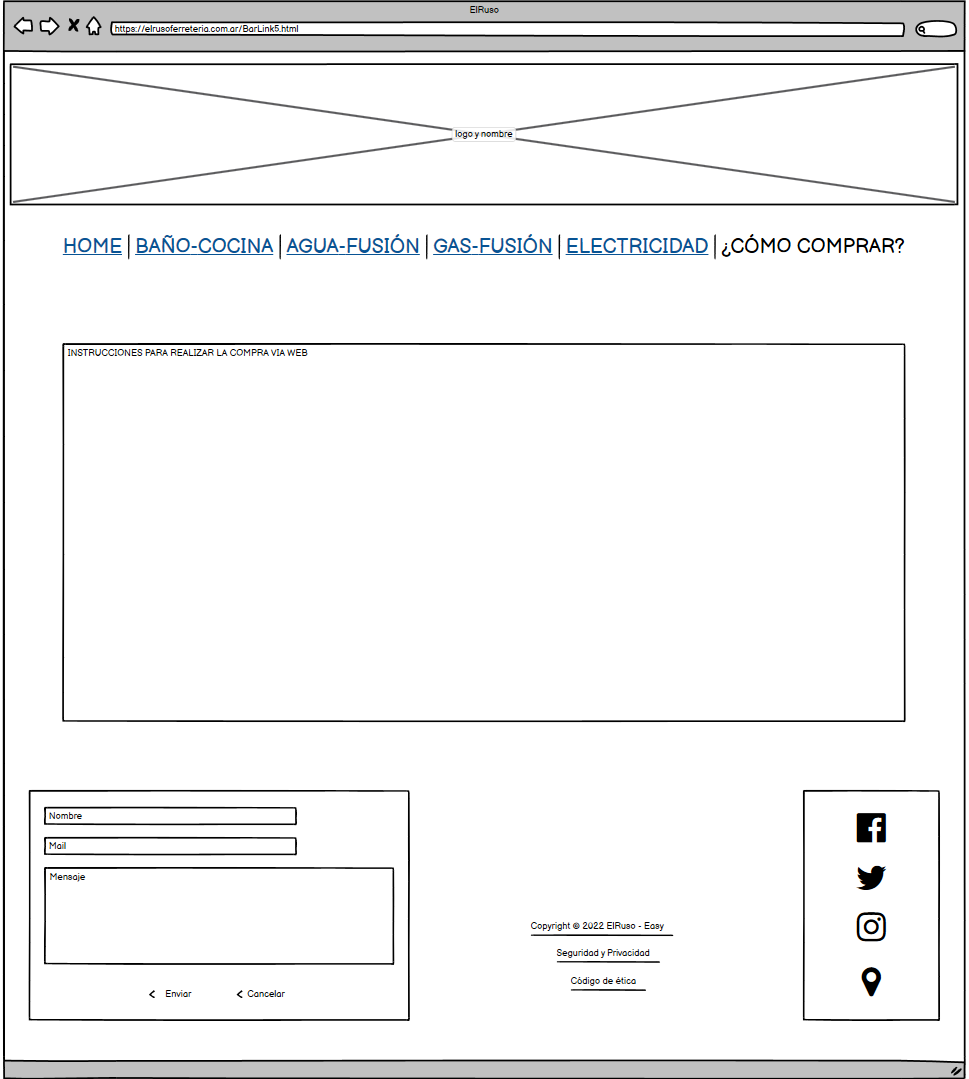 ElRuso
https://elrusoferreteria.com.ar/BarLink5.html
logo y nombre
HOME | BAÑO-COCINA | AGUA-FUSIÓN | GAS-FUSIÓN | ELECTRICIDAD | ¿CÓMO COMPRAR?
INSTRUCCIONES PARA REALIZAR LA COMPRA VIA WEB
Nombre
Mail
Mensaje
Enviar
Cancelar
Copyright © 2022 ElRuso - Easy
Seguridad y Privacidad
Código de ética